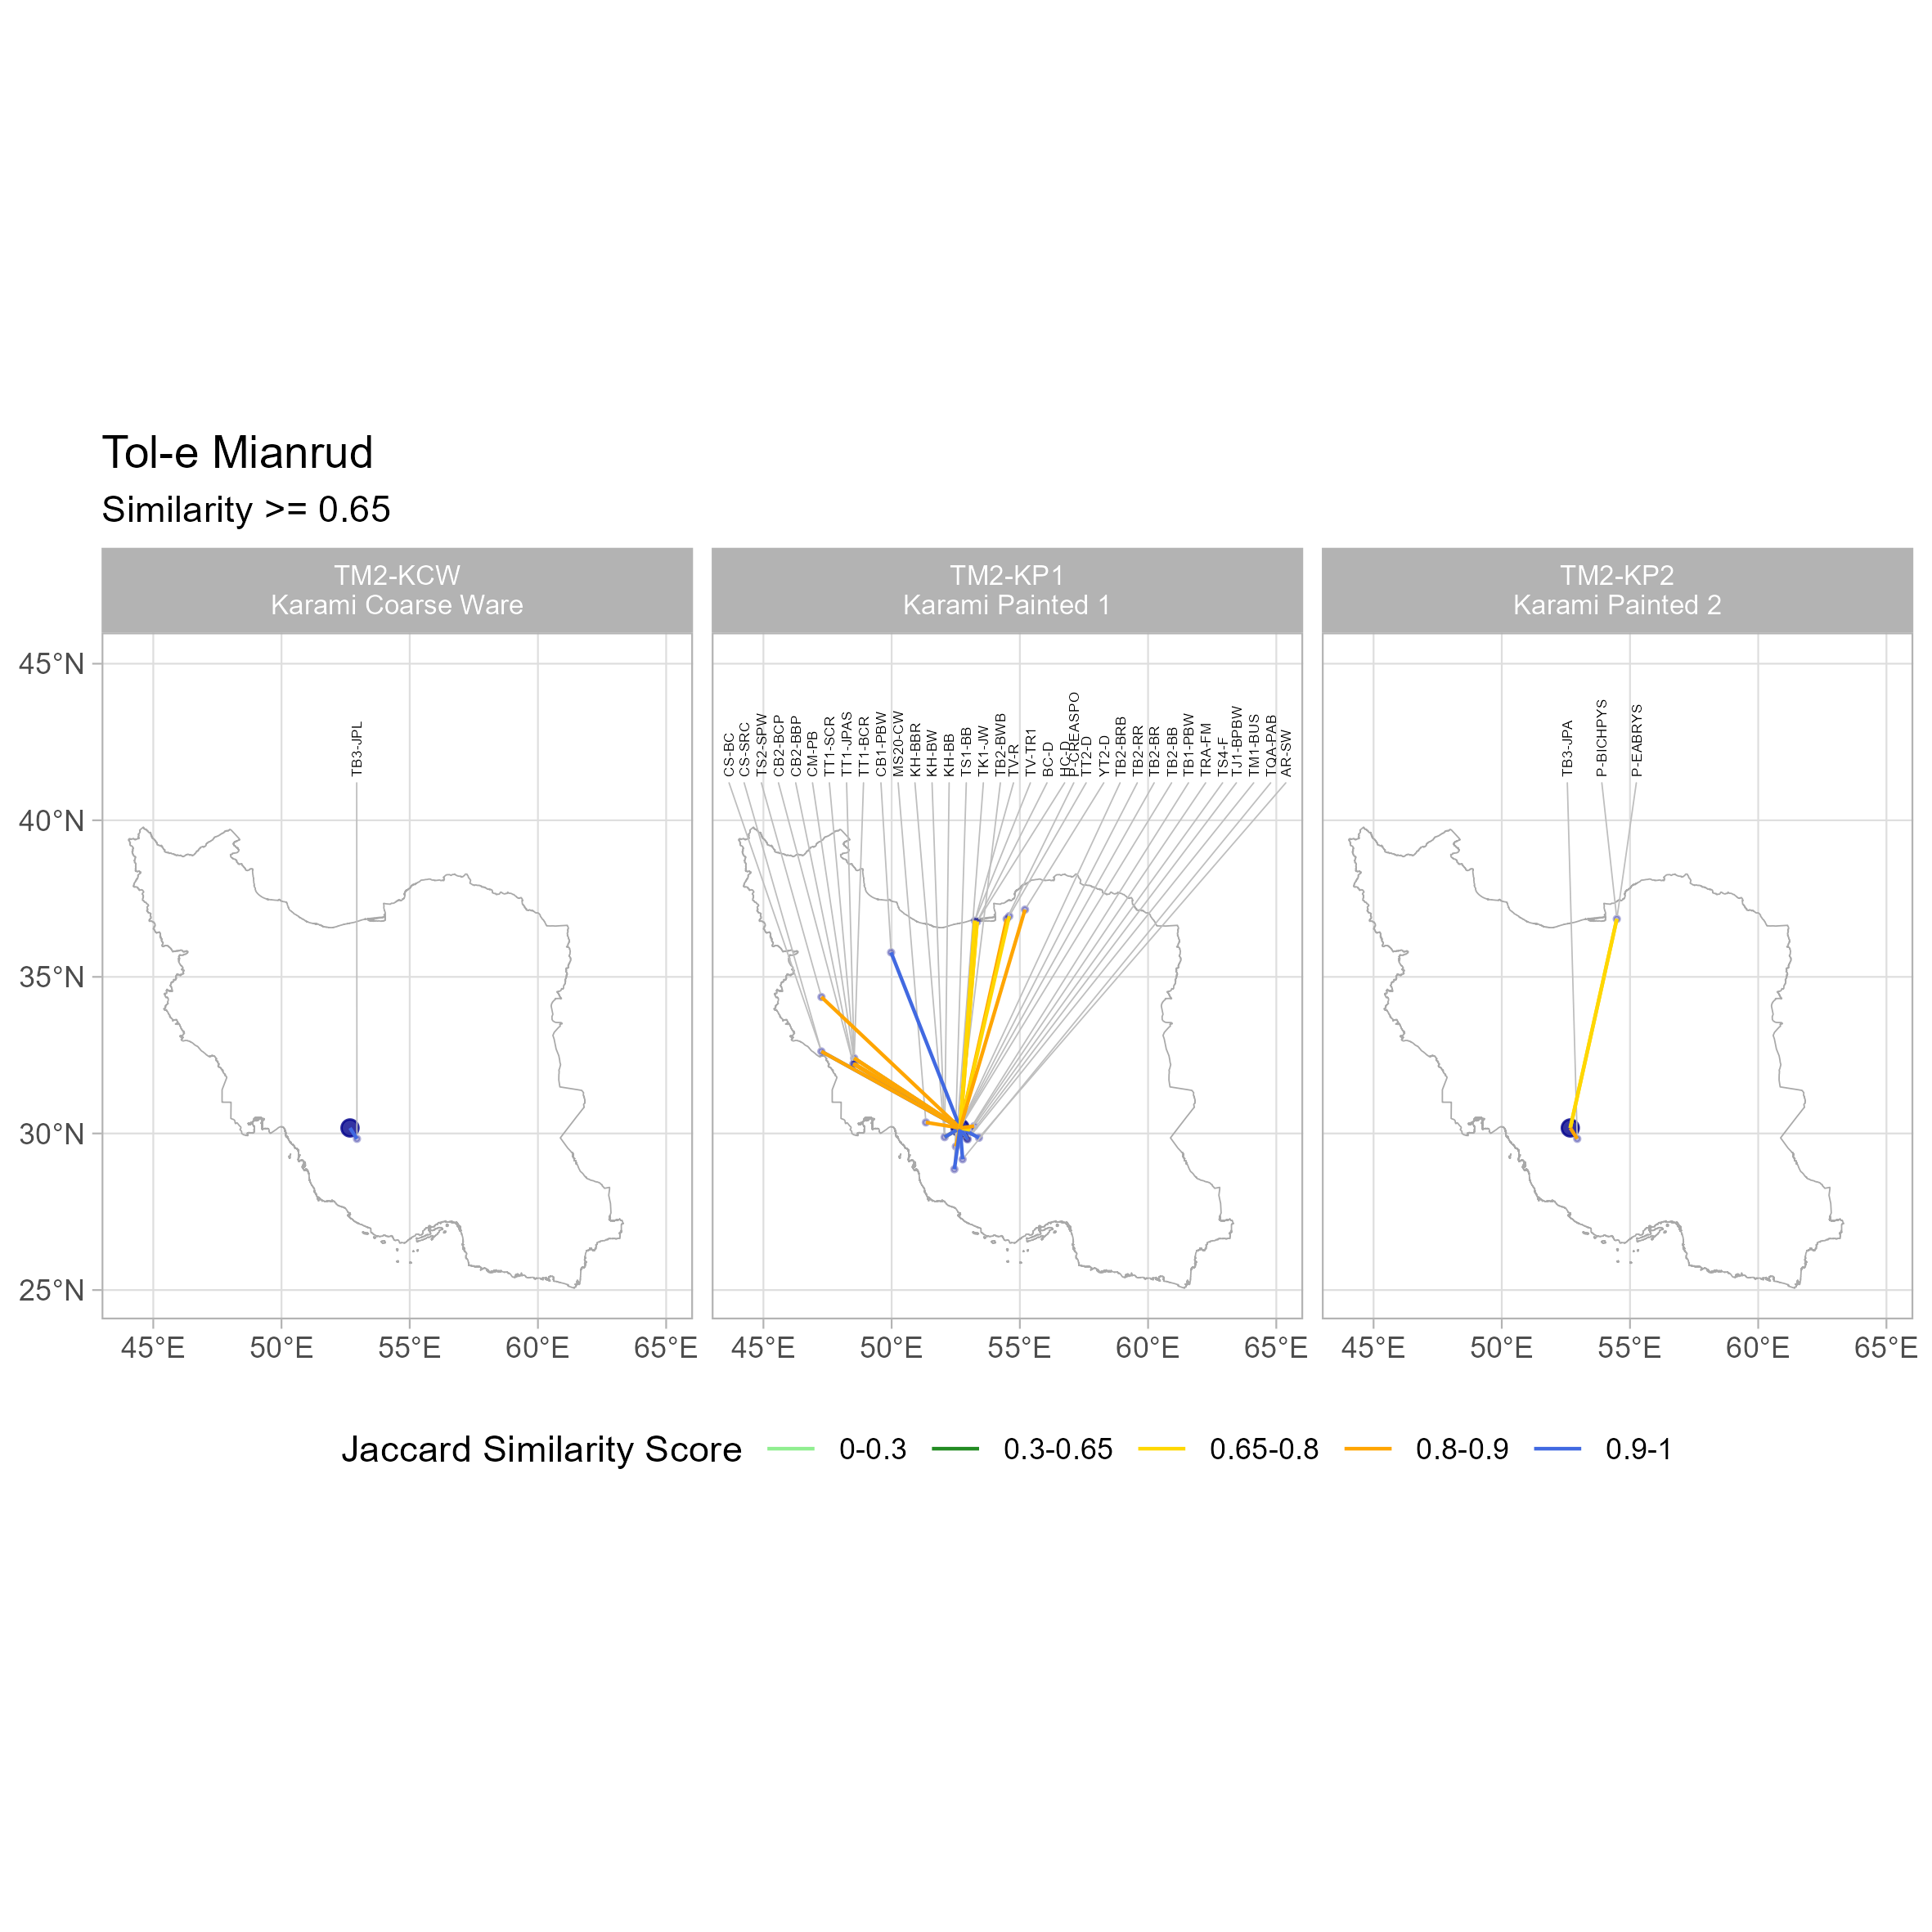 Tol-e Mianrud
Similarity >= 0.65
TM2-KCW
Karami Coarse Ware
TM2-KP1
Karami Painted 1
TM2-KP2
Karami Painted 2
45°N
40°N
35°N
30°N
25°N
TB3-JPL
CS-BC
CS-SRC
TS2-SPW
CB2-BCP
CB2-BBP
CM-PB
TT1-SCR
TT1-JPAS
TT1-BCR
CB1-PBW
MS20-CW
KH-BBR
KH-BW
KH-BB
TS1-BB
TK1-JW
TB2-BWB
TV-R
TV-TR1
BC-D
HC-D
P-CREASPO
TT2-D
YT2-D
TB2-BRB
TB2-RR
TB2-BR
TB2-BB
TB1-PBW
TRA-FM
TS4-F
TJ1-BPBW
TM1-BUS
TQA-PAB
AR-SW
TB3-JPA
P-BICHPYS
P-EABRYS
45°E 50°E 55°E 60°E 65°E
45°E 50°E 55°E 60°E 65°E
45°E 50°E 55°E 60°E 65°E
Jaccard Similarity Score 0-0.3 0.3-0.65 0.65-0.8 0.8-0.9 0.9-1